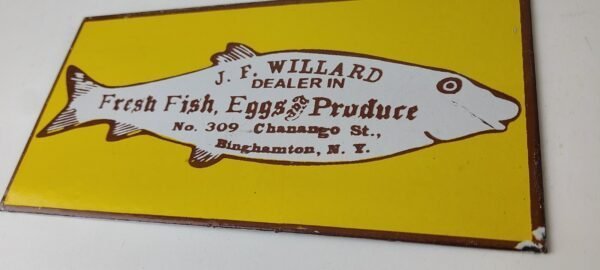 J. F. WILLARD
DEALER IN
Fresh Fish, Eggs and Produce
No. 309 Chanango St.,
Binghamton, N. Y.